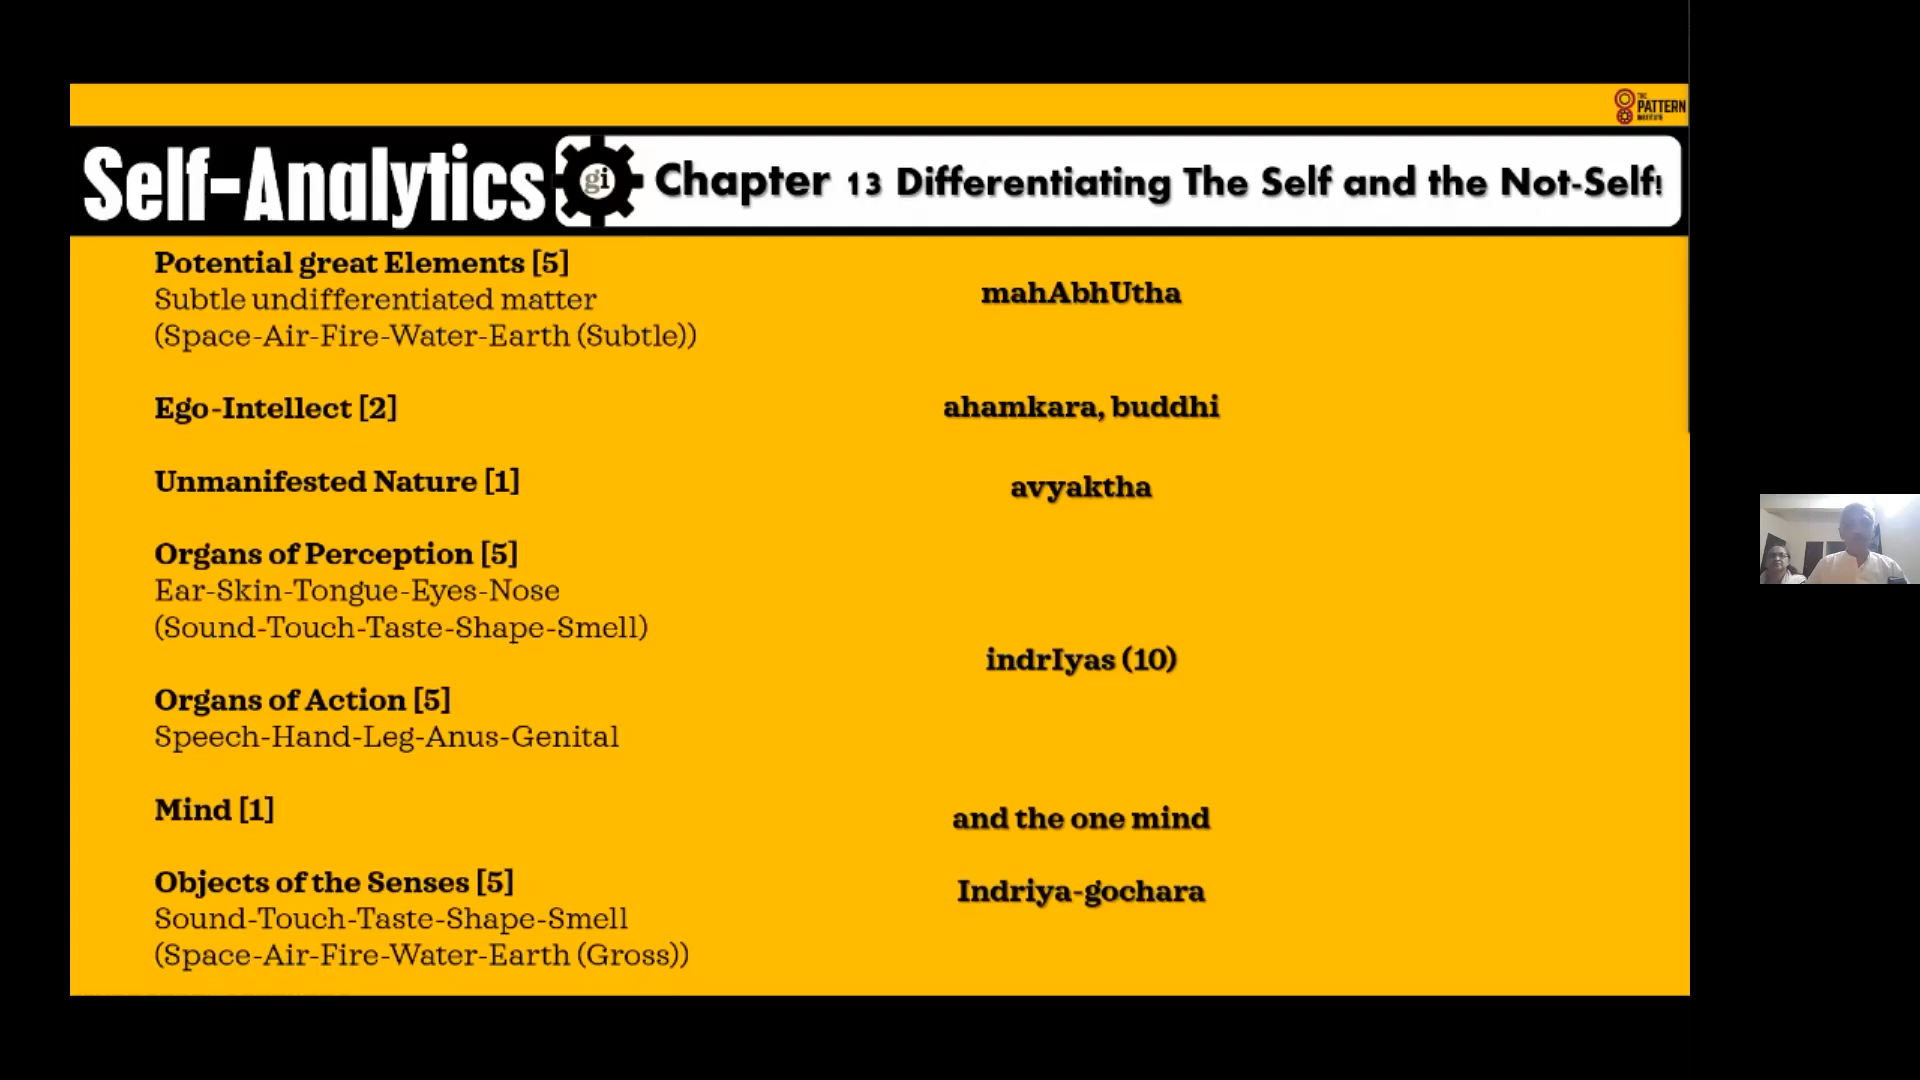 THE
PATTERN
INSTITUTE
Self-Analytics
gi
Chapter 13 Differentiating The Self and the Not-Self!
Potential great Elements [5]
Subtle undifferentiated matter
(Space-Air-Fire-Water-Earth (Subtle))
mahAbhUtha
Ego-Intellect [2]
ahamkara, buddhi
Unmanifested Nature [1]
avyaktha
Organs of Perception [5]
Ear-Skin-Tongue-Eyes-Nose
(Sound-Touch-Taste-Shape-Smell)
indrIyas (10)
Organs of Action [5]
Speech-Hand-Leg-Anus-Genital
Mind [1]
and the one mind
Objects of the Senses [5]
Sound-Touch-Taste-Shape-Smell
(Space-Air-Fire-Water-Earth (Gross))
Indriya-gochara